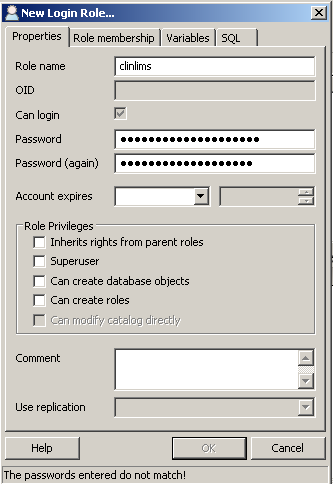 New Login Role...
Properties Role membership Variables SQL
Role name clinlims
OID
Can login
Password
Password (again)
Account expires
Role Privileges
Inherits rights from parent roles
Superuser
Can create database objects
Can create roles
Can modify catalog directly
Comment
Use replication
Help OK Cancel
The passwords entered do not match!